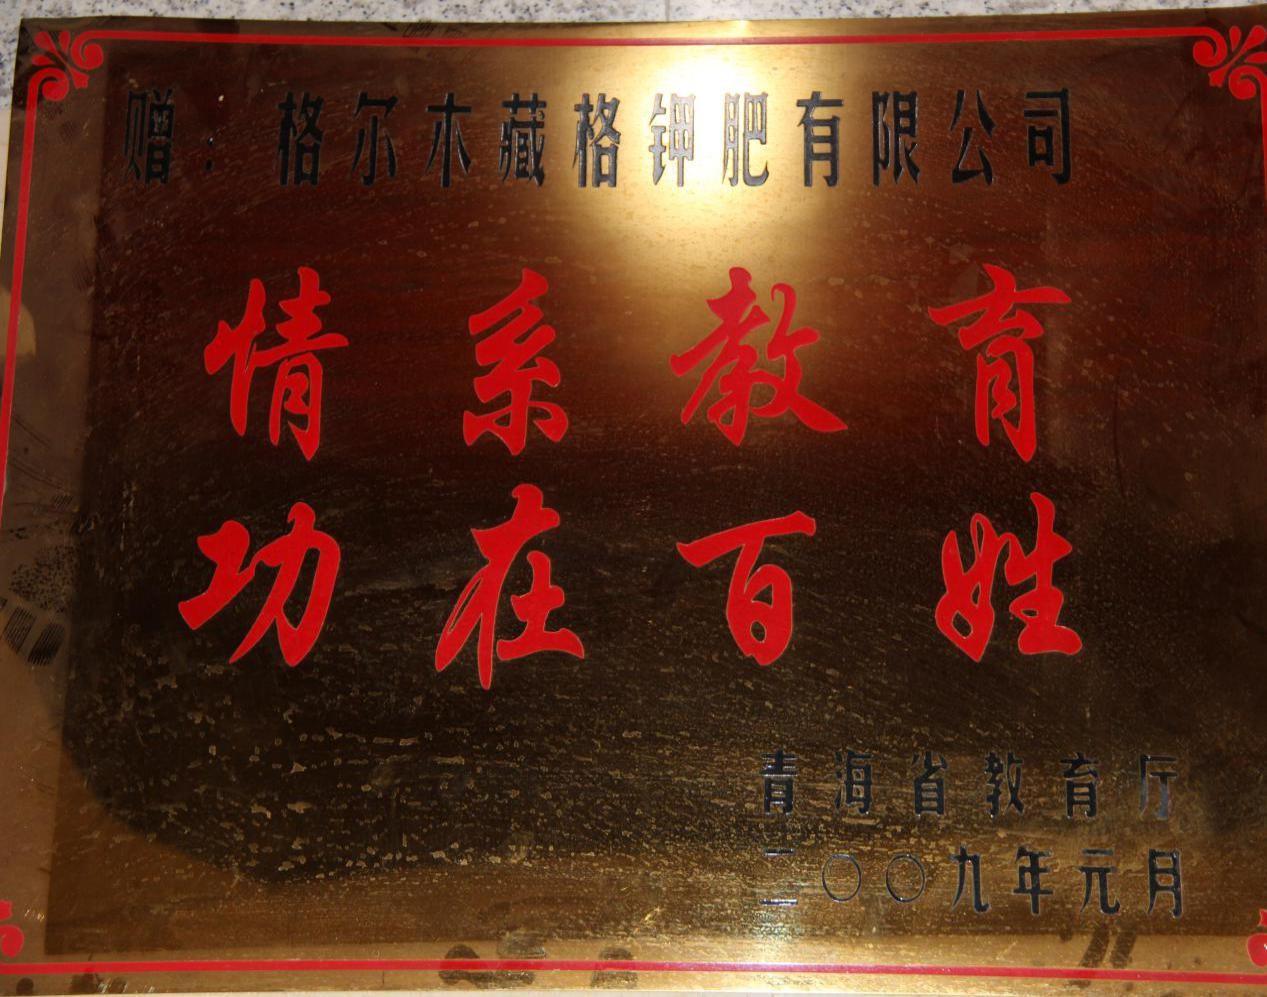 赠：格尔木藏格钾肥有限公司
情系教育
功在百姓
青海省教育厅
二〇〇九年元月